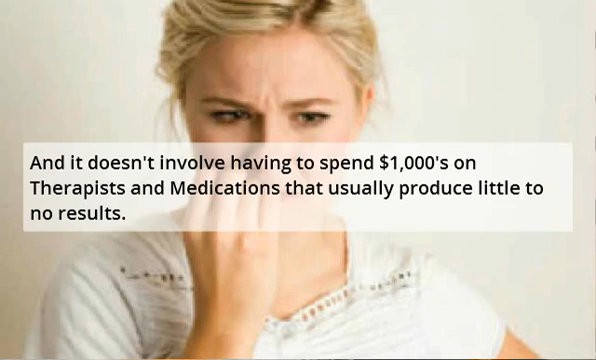 And it doesn't involve having to spend $1,000's on
Therapists and Medications that usually produce little to
no results.